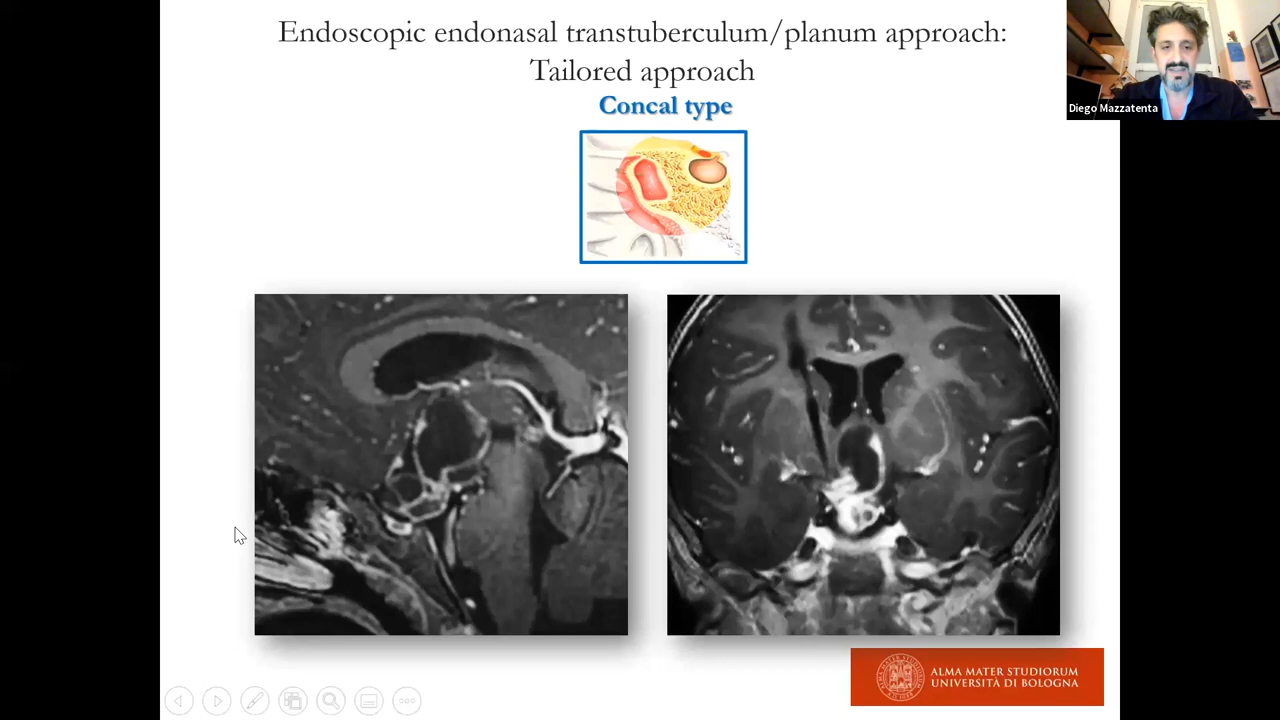 Endoscopic endonasal transtuberculum/planum approach:
Tailored approach
Concal type
Diego Mazzatenta
ALMA MATER STUDIORUM
UNIVERSITÀ DI BOLOGNA